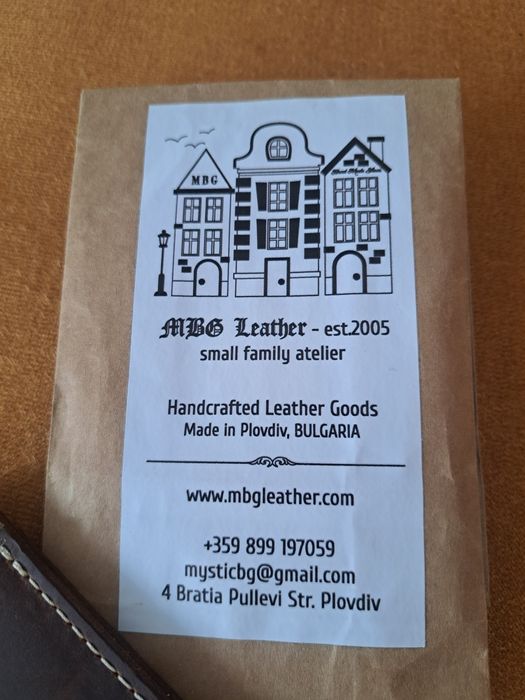 MBG
MBG Leather - est.2005
small family atelier
Handcrafted Leather Goods
Made in Plovdiv, BULGARIA
www.mbgleather.com
+359 899 197059
mysticbg@gmail.com
4 Bratia Pullevi Str. Plovdiv